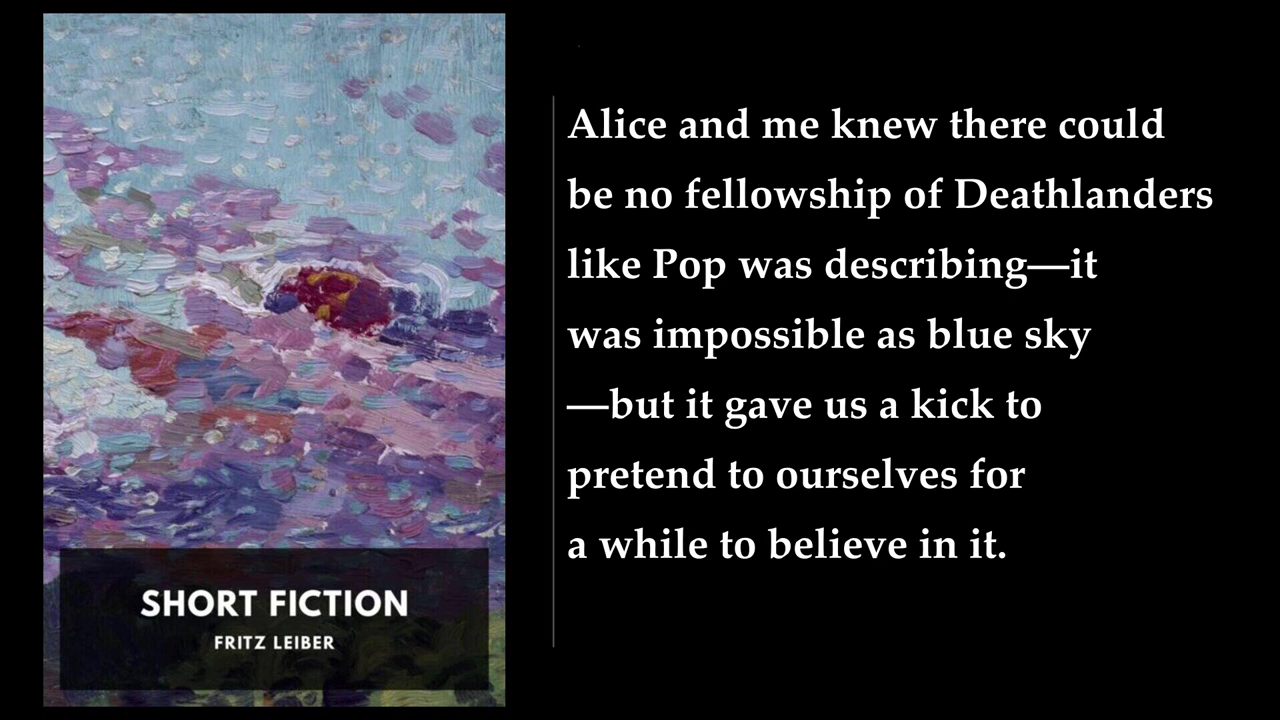 SHORT FICTION
FRITZ LEIBER
Alice and me knew there could
be no fellowship of Deathlanders
like Pop was describing—it
was impossible as blue sky
—but it gave us a kick to
pretend to ourselves for
a while to believe in it.